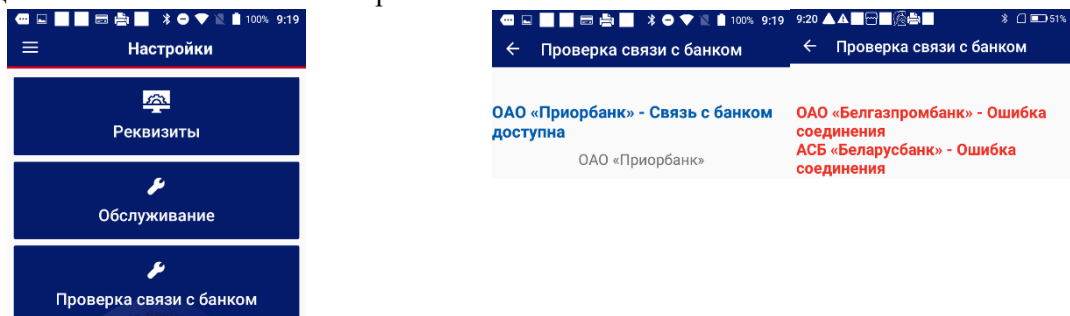 100% 9:19
Настройки
Реквизиты
Обслуживание
Проверка связи с банком
100% 9:19
Проверка связи с банком
ОАО «Приорбанк» - Связь с банком
доступна
ОАО «Приорбанк»
9:20
51%
Проверка связи с банком
ОАО «Белгазпромбанк» - Ошибка
соединения
АСБ «Беларусбанк» - Ошибка
соединения